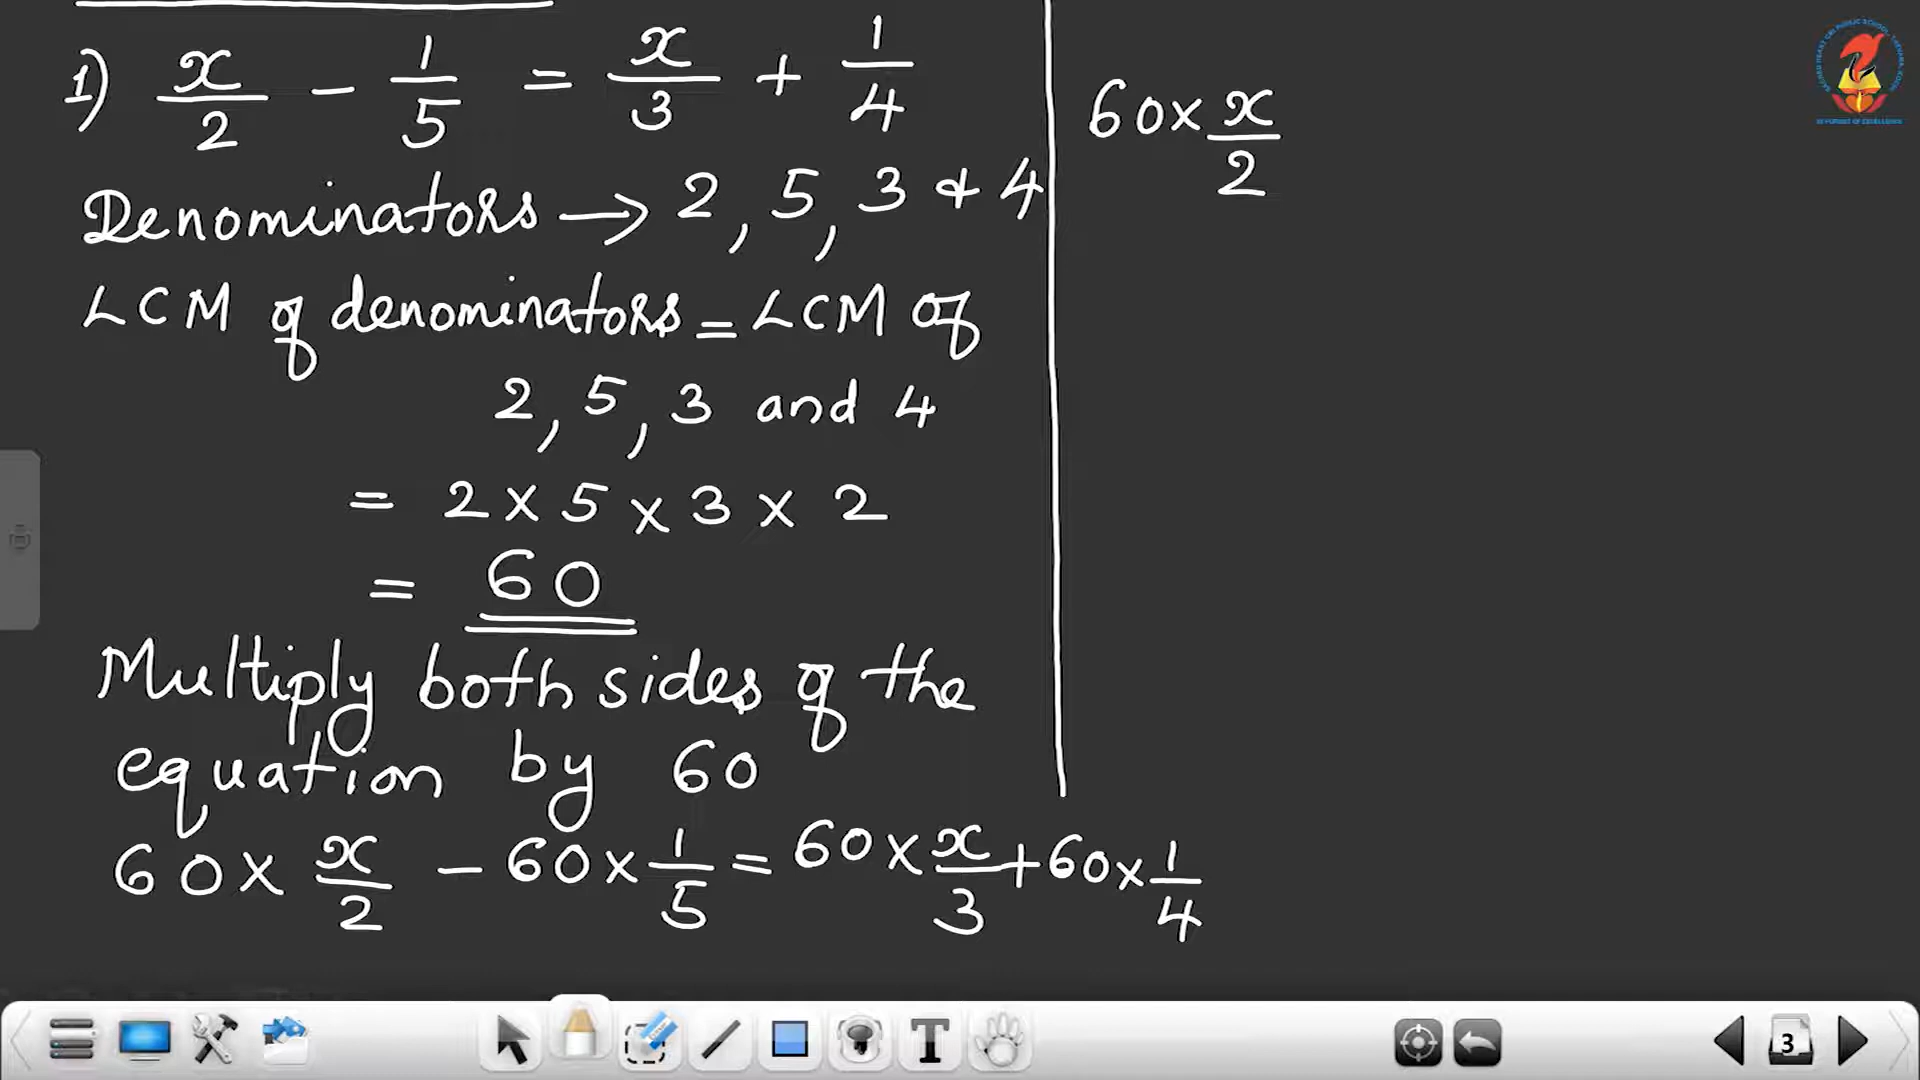 1) x/2 - 1/5 = x/3 + 1/4
Denominators → 2, 5, 3 & 4
LCM of denominators = LCM of
2, 5, 3 and 4
= 2 × 5 × 3 × 2
= 60
Multiply both sides of the
equation by 60
60 × x/2 - 60 × 1/5 = 60 × x/3 + 60 × 1/4
60 × x/2
T
3